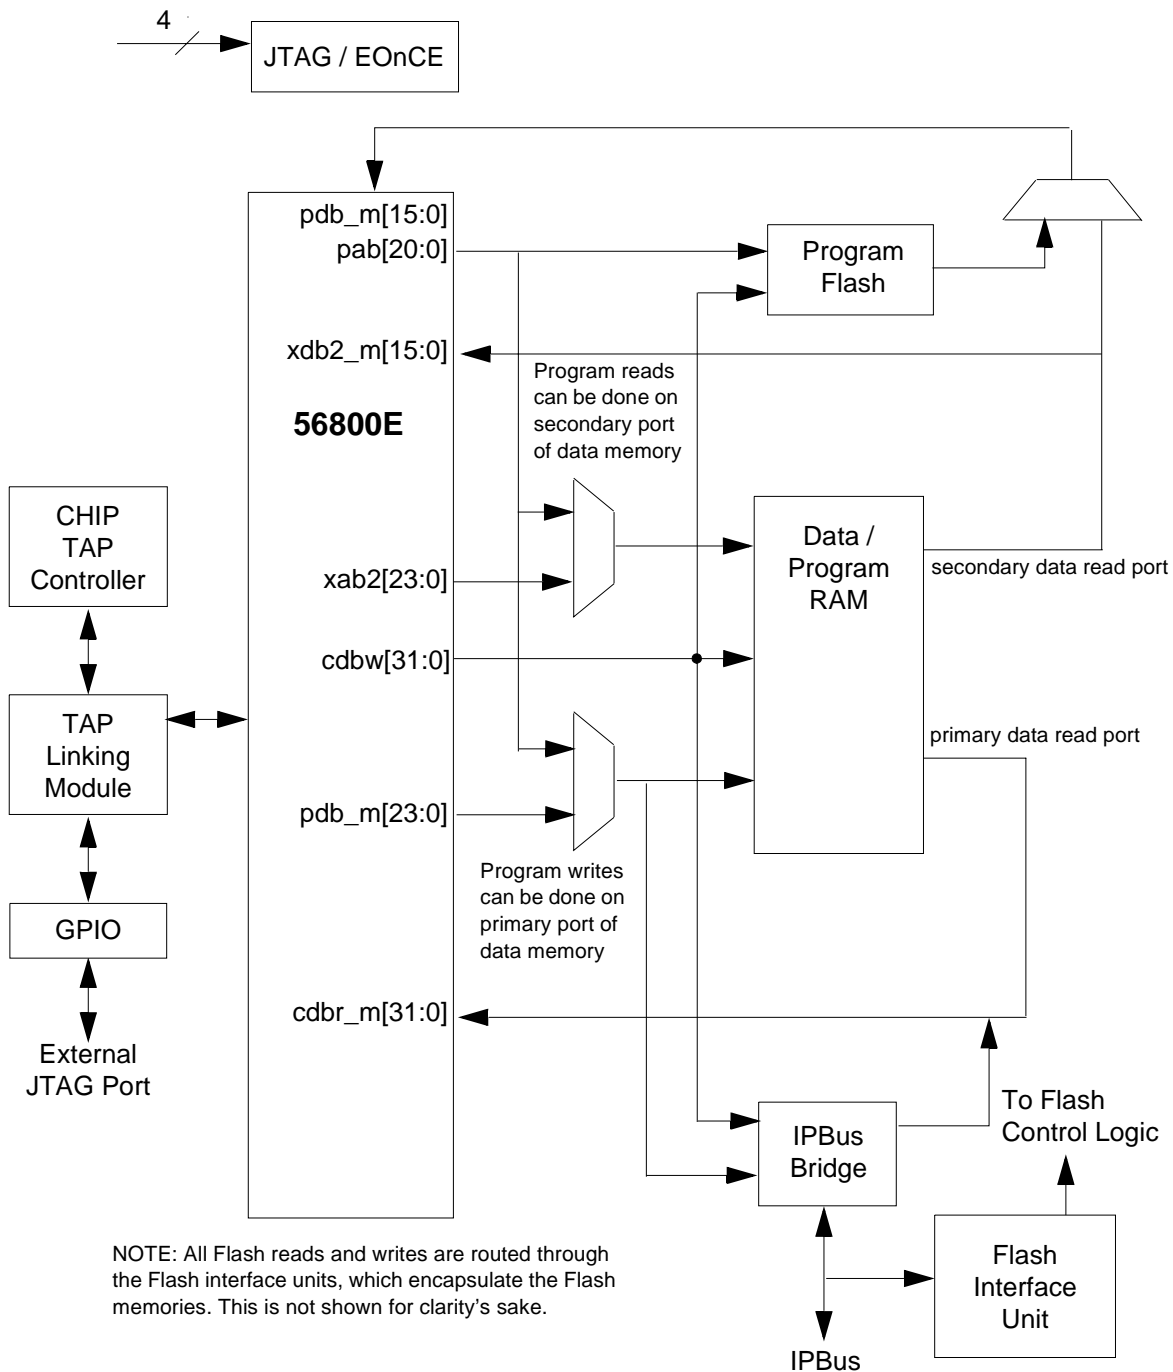 4
JTAG / EOnCE
pdb_m[15:0]
pab[20:0]
Program
Flash
xdb2_m[15:0]
Program reads
can be done on
secondary port
of data memory
56800E
CHIP
TAP
Controller
Data /
Program
RAM
secondary data read port
xab2[23:0]
cdbw[31:0]
TAP
Linking
Module
primary data read port
pdb_m[23:0]
Program writes
can be done on
primary port of
data memory
GPIO
cdbr_m[31:0]
External
JTAG Port
To Flash
Control Logic
IPBus
Bridge
NOTE: All Flash reads and writes are routed through
the Flash interface units, which encapsulate the Flash
memories. This is not shown for clarity's sake.
Flash
Interface
Unit
IPBus